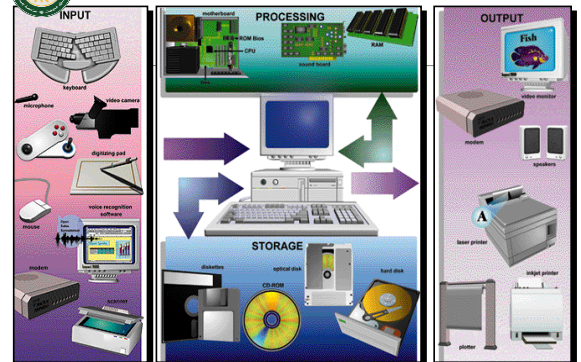 INPUT
keyboard
microphone
video camera
digitizing pad
mouse
voice recognition
software
modem
scanner
PROCESSING
motherboard
ROM Bios
CPU
sound board
RAM
STORAGE
diskettes
optical disk
CD-ROM
hard disk
OUTPUT
Fish
video monitor
modem
speakers
A
laser printer
inkjet printer
plotter